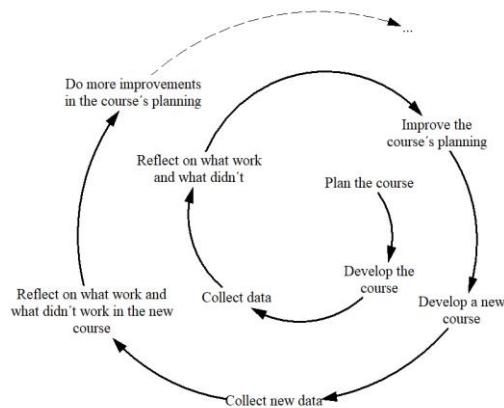 ...
Do more improvements
in the course´s planning
Improve the
course´s planning
Reflect on what work
and what didn´t
Plan the course
Develop the
course
Collect data
Reflect on what work and
what didn´t work in the new
course
Develop a new
course
Collect new data